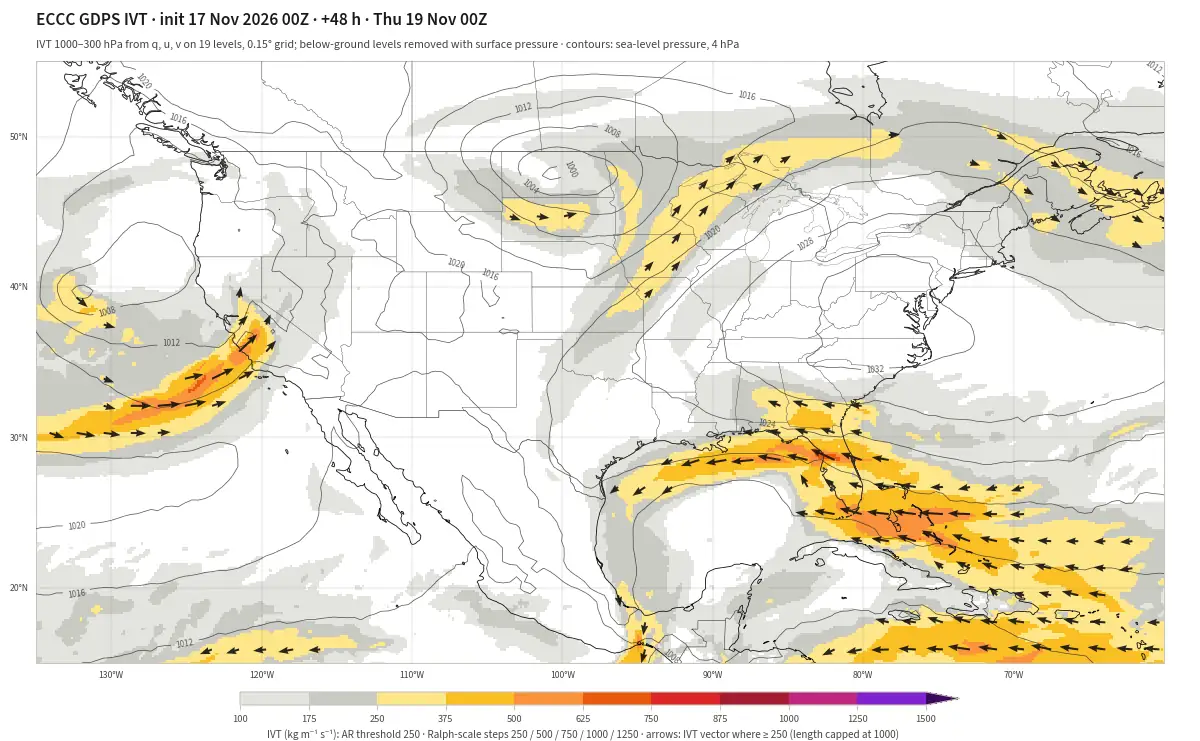 ECCC GDPS IVT · init 17 Nov 2026 00Z · +48 h · Thu 19 Nov 00Z
IVT 1000–300 hPa from q, u, v on 19 levels, 0.15° grid; below-ground levels removed with surface pressure · contours: sea-level pressure, 4 hPa
1020
1012
1012
1016
1008
1016
50°N
1016
1000
1004
1020
1028
1020
1016
40°N
1008
1012
1032
1024
30°N
1020
20°N
1016
1012
1008
130°W
120°W
110°W
100°W
90°W
80°W
70°W
100
175
250
375
500
625
750
875
1000
1250
1500
IVT (kg m⁻¹ s⁻¹): AR threshold 250 · Ralph-scale steps 250 / 500 / 750 / 1000 / 1250 · arrows: IVT vector where ≥ 250 (length capped at 1000)